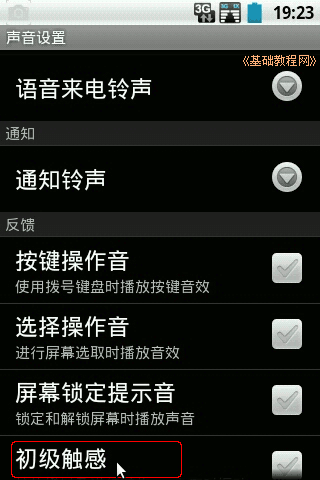 3G 19:23
声音设置
《基础教程网》
语音来电铃声
通知
通知铃声
反馈
按键操作音
使用拨号键盘时播放按键音效
选择操作音
进行屏幕选取时播放音效
屏幕锁定提示音
锁定和解锁屏幕时播放声音
初级触感